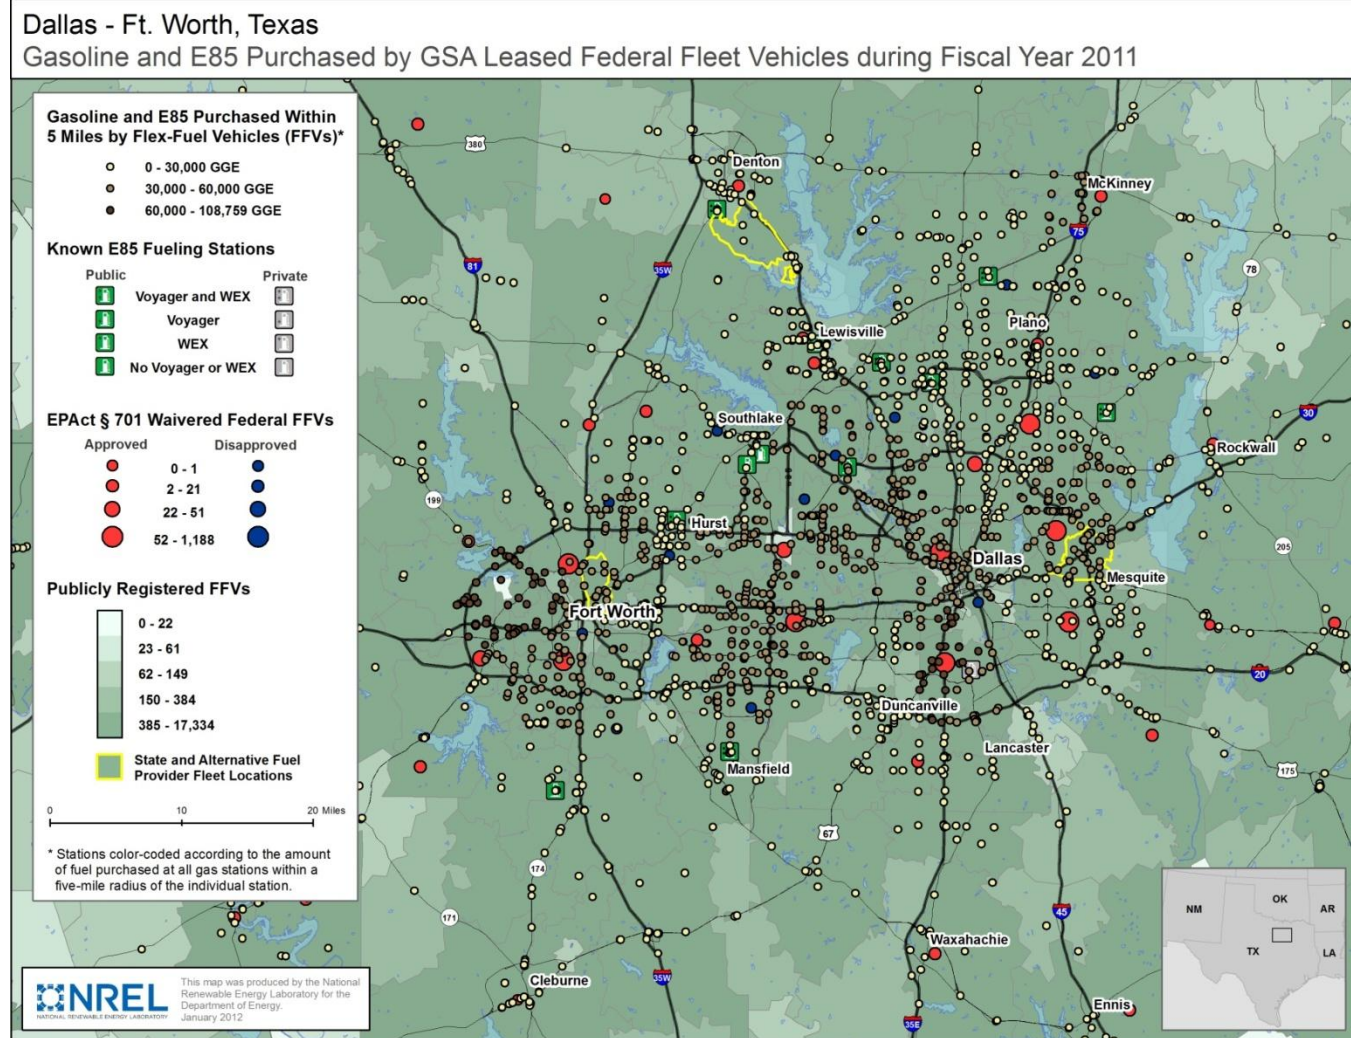 Dallas - Ft. Worth, Texas
Gasoline and E85 Purchased by GSA Leased Federal Fleet Vehicles during Fiscal Year 2011
Gasoline and E85 Purchased Within
5 Miles by Flex-Fuel Vehicles (FFVs)*
0 - 30,000 GGE
30,000 - 60,000 GGE
60,000 - 108,759 GGE
Known E85 Fueling Stations
Public Private
Voyager and WEX
Voyager
WEX
No Voyager or WEX
EPAct § 701 Waivered Federal FFVs
Approved Disapproved
0 - 1
2 - 21
22 - 51
52 - 1,188
Publicly Registered FFVs
0 - 22
23 - 61
62 - 149
150 - 384
385 - 17,334
State and Alternative Fuel
Provider Fleet Locations
0 10 20 Miles
* Stations color-coded according to the amount
of fuel purchased at all gas stations within a
five-mile radius of the individual station.
NREL
NATIONAL RENEWABLE ENERGY LABORATORY
This map was produced by the National
Renewable Energy Laboratory for the
Department of Energy.
January 2012
380
Denton
McKinney
75
81
35W
78
Plano
Lewisville
30
Southlake
Rockwall
199
Hurst
205
Dallas
Mesquite
Fort Worth
20
Duncanville
Lancaster
Mansfield
175
67
174
171
45
Waxahachie
35W
Cleburne
Ennis
35E
NM
OK
AR
TX
LA